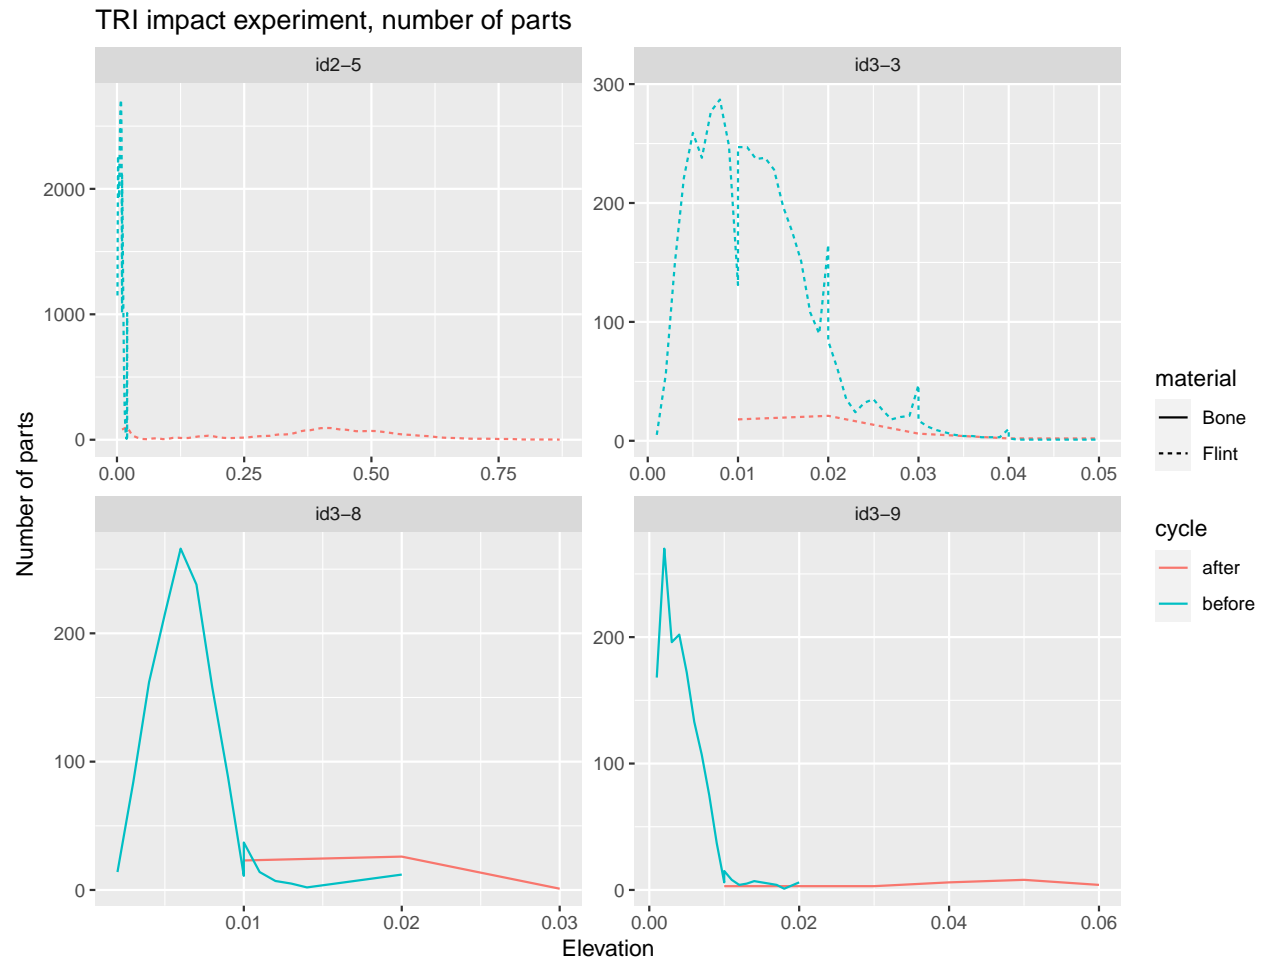 TRI impact experiment, number of parts
id2−5
id3−3
2000
1000
0
0.00 0.25 0.50 0.75
300
200
100
0
0.00 0.01 0.02 0.03 0.04 0.05
id3−8
id3−9
200
100
0
0.01 0.02 0.03
200
100
0
0.00 0.02 0.04 0.06
Number of parts
Elevation
material
Bone
Flint
cycle
after
before